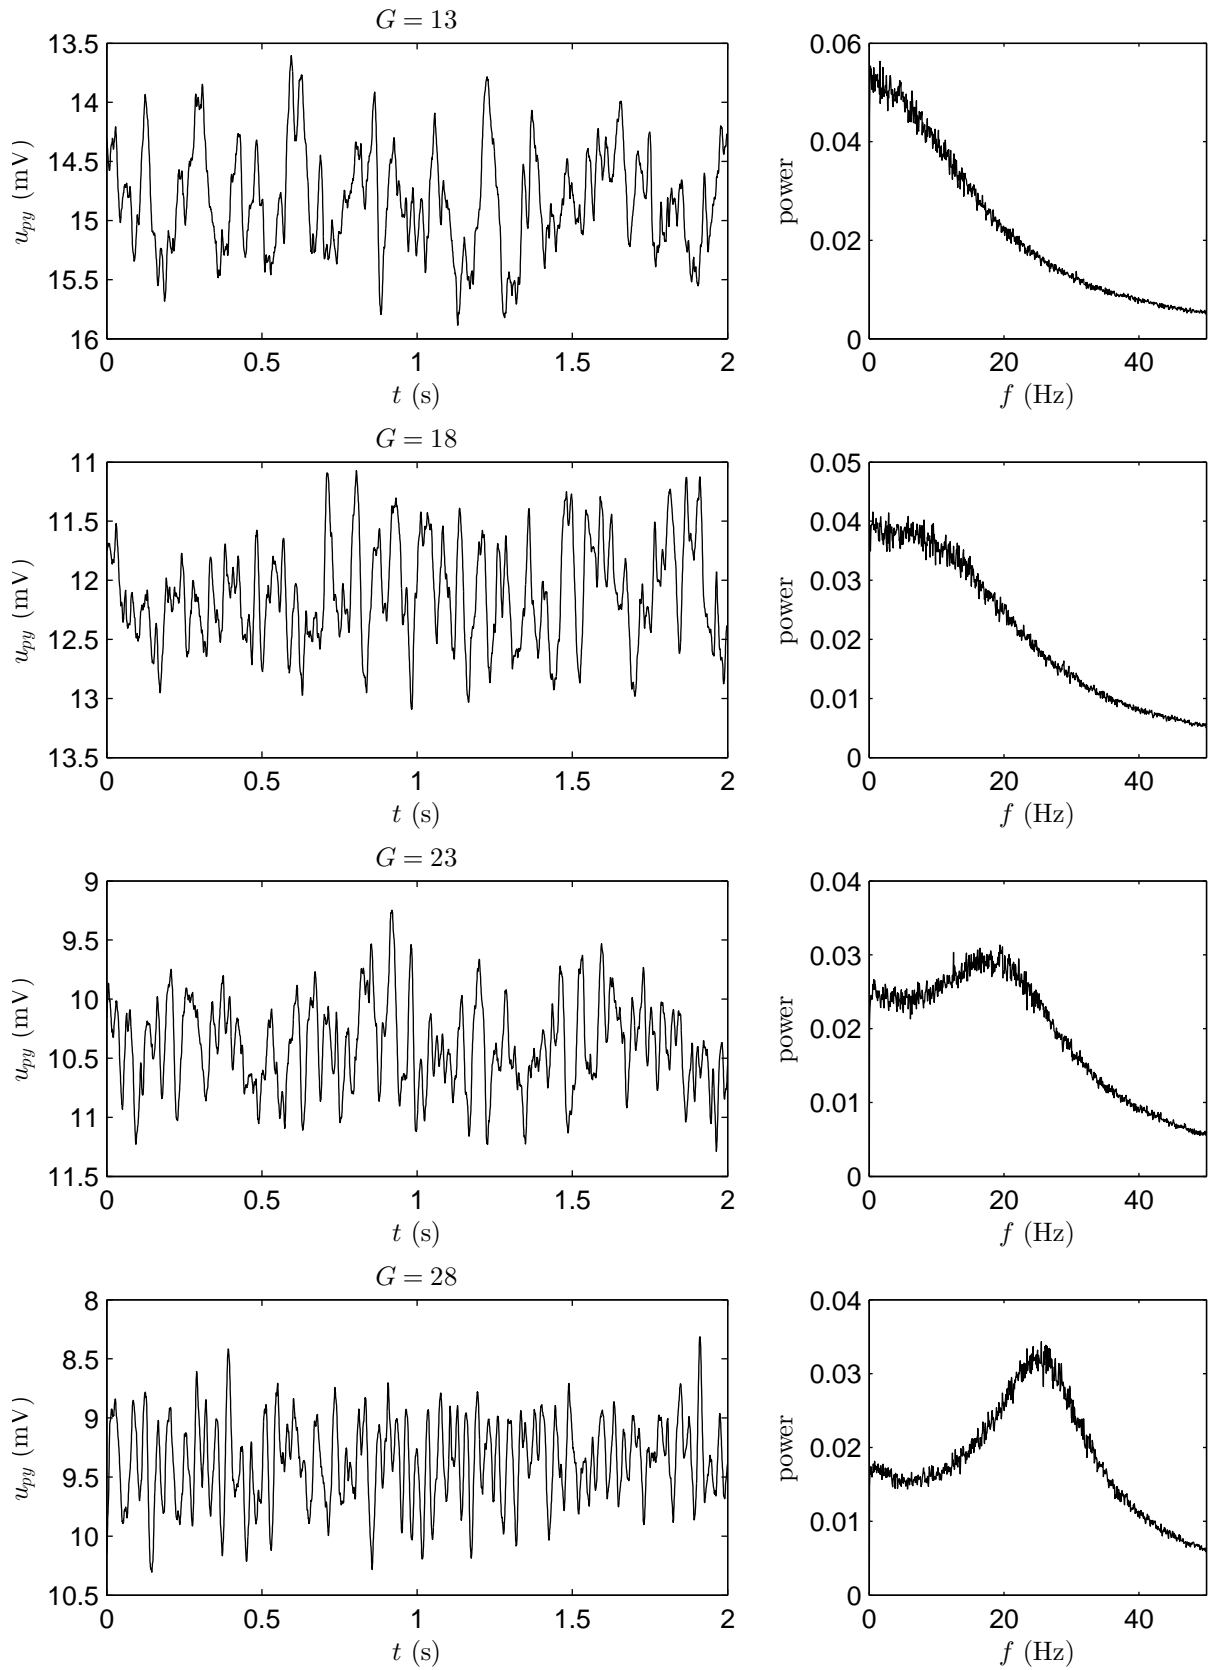 G = 13
13.5
14
14.5
15
15.5
16
u_py (mV)
0 0.5 1 1.5 2
t (s)
0.06
0.04
0.02
0
power
0 20 40
f (Hz)
G = 18
11
11.5
12
12.5
13
13.5
u_py (mV)
0 0.5 1 1.5 2
t (s)
0.05
0.04
0.03
0.02
0.01
0
power
0 20 40
f (Hz)
G = 23
9
9.5
10
10.5
11
11.5
u_py (mV)
0 0.5 1 1.5 2
t (s)
0.04
0.03
0.02
0.01
0
power
0 20 40
f (Hz)
G = 28
8
8.5
9
9.5
10
10.5
u_py (mV)
0 0.5 1 1.5 2
t (s)
0.04
0.03
0.02
0.01
0
power
0 20 40
f (Hz)